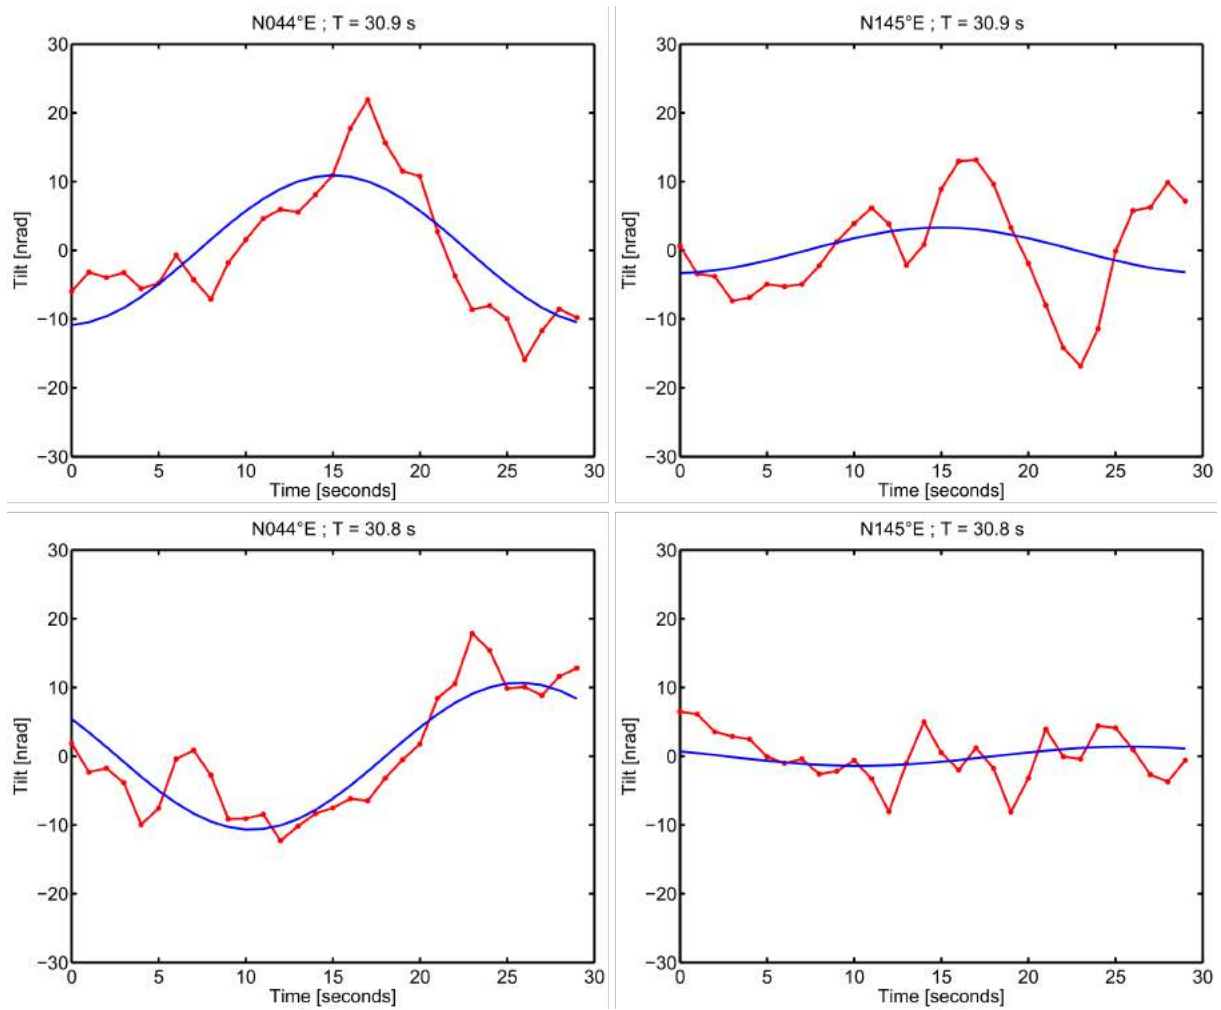 N044°E ; T = 30.9 s
30
20
10
0
−10
−20
−30
Tilt [nrad]
0 5 10 15 20 25 30
Time [seconds]
N145°E ; T = 30.9 s
30
20
10
0
−10
−20
−30
Tilt [nrad]
0 5 10 15 20 25 30
Time [seconds]
N044°E ; T = 30.8 s
30
20
10
0
−10
−20
−30
Tilt [nrad]
0 5 10 15 20 25 30
Time [seconds]
N145°E ; T = 30.8 s
30
20
10
0
−10
−20
−30
Tilt [nrad]
0 5 10 15 20 25 30
Time [seconds]